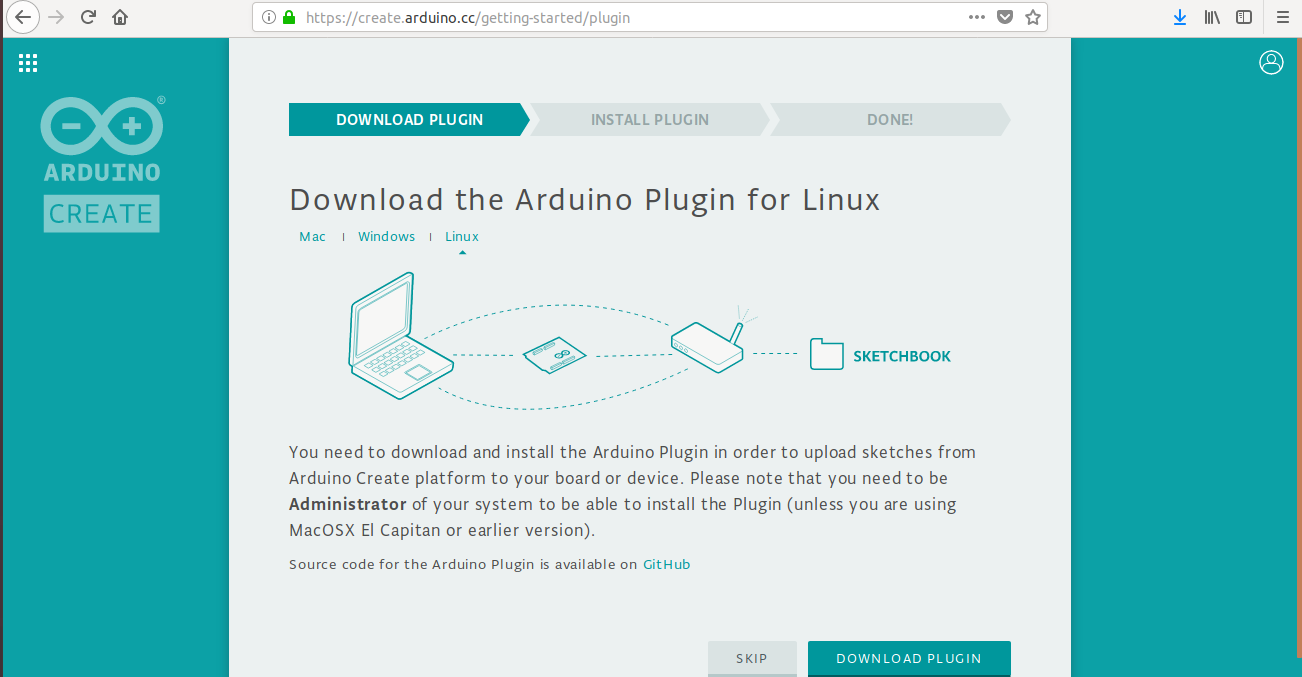 https://create.arduino.cc/getting-started/plugin
®
ARDUINO
CREATE
DOWNLOAD PLUGIN
INSTALL PLUGIN
DONE!
Download the Arduino Plugin for Linux
Mac | Windows | Linux
SKETCHBOOK
You need to download and install the Arduino Plugin in order to upload sketches from
Arduino Create platform to your board or device. Please note that you need to be
Administrator of your system to be able to install the Plugin (unless you are using
MacOSX El Capitan or earlier version).
Source code for the Arduino Plugin is available on GitHub
SKIP
DOWNLOAD PLUGIN